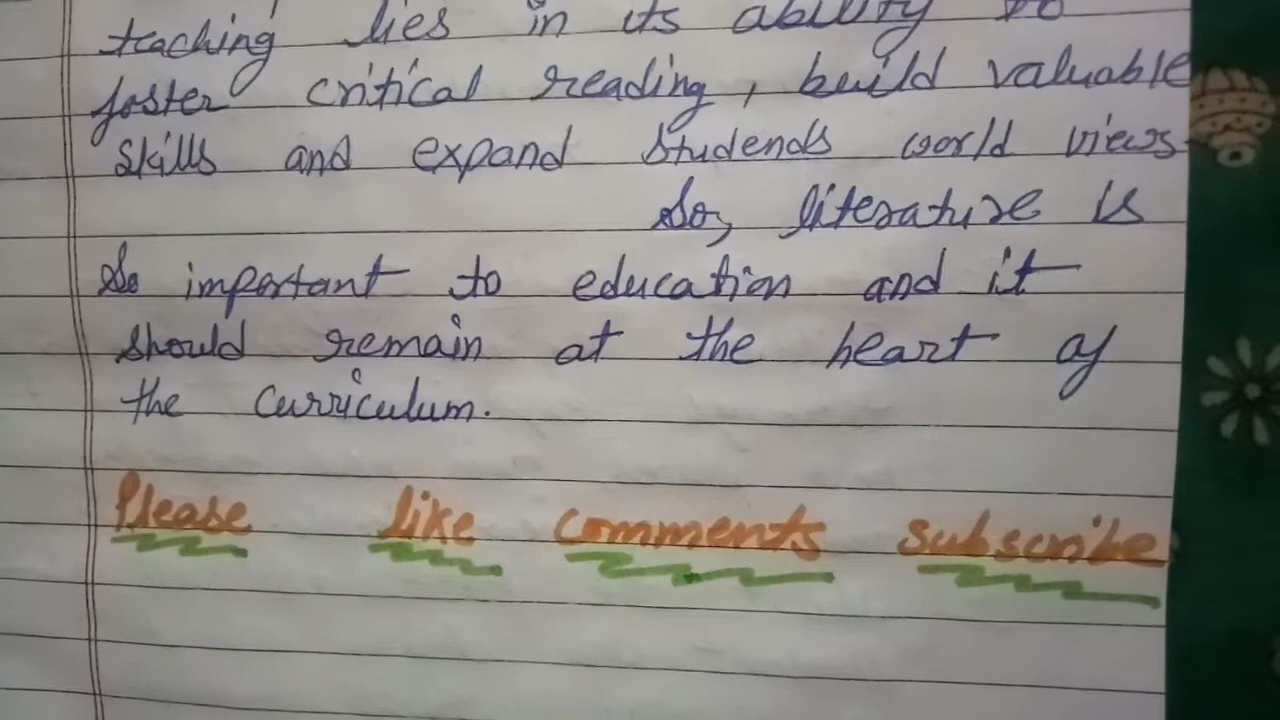 teaching lies in its ability to
foster critical reading, build valuable
skills and expand studends world views
So, literature is
So important to education and it
should remain at the heart of
the curriculum.
Please like comments subscribe